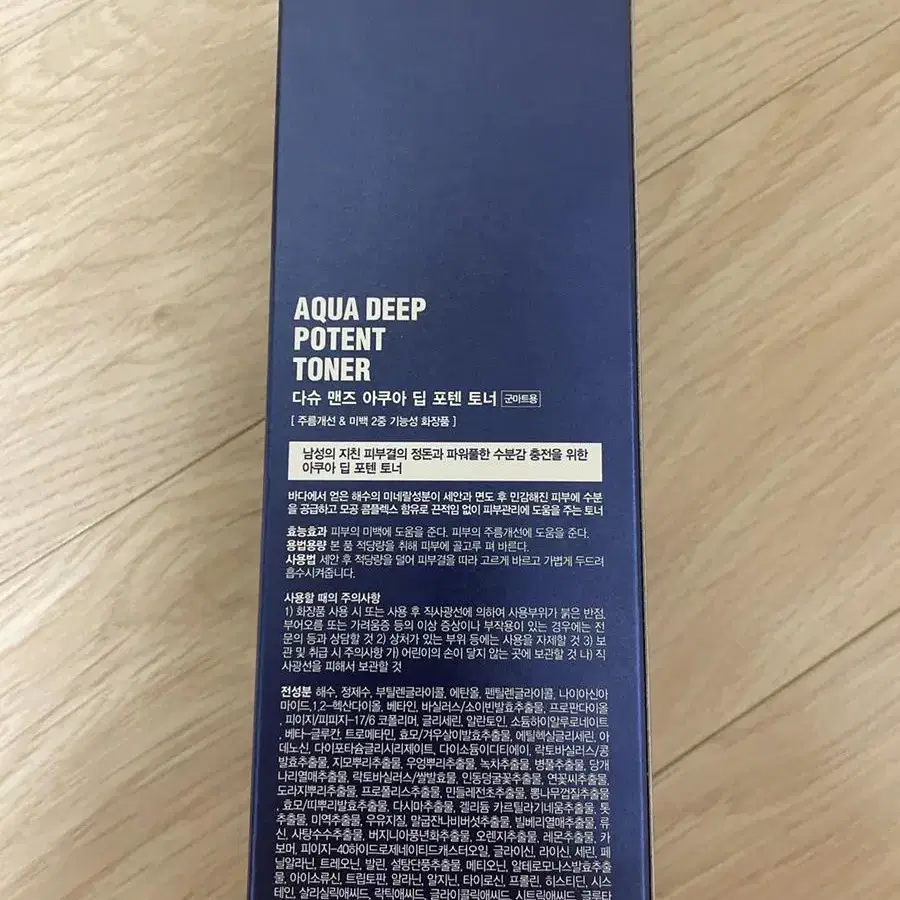 AQUA DEEP
POTENT
TONER
다슈 맨즈 아쿠아 딥 포텐 토너 군마트용
[ 주름개선 & 미백 2중 기능성 화장품 ]
남성의 지친 피부결의 정돈과 파워풀한 수분감 충전을 위한
아쿠아 딥 포텐 토너
바다에서 얻은 해수의 미네랄성분이 세안과 면도 후 민감해진 피부에 수분
을 공급하고 모공 콤플렉스 함유로 끈적임 없이 피부관리에 도움을 주는 토너
효능효과 피부의 미백에 도움을 준다. 피부의 주름개선에 도움을 준다.
용법용량 본 품 적당량을 취해 피부에 골고루 펴 바른다.
사용법 세안 후 적당량을 덜어 피부결을 따라 고르게 바르고 가볍게 두드려
흡수시켜줍니다.
사용할 때의 주의사항
1) 화장품 사용 시 또는 사용 후 직사광선에 의하여 사용부위가 붉은 반점,
부어오름 또는 가려움증 등의 이상 증상이나 부작용이 있는 경우에는 전
문의 등과 상담할 것 2) 상처가 있는 부위 등에는 사용을 자제할 것 3) 보
관 및 취급 시 주의사항 가) 어린이의 손이 닿지 않는 곳에 보관할 것 나) 직
사광선을 피해서 보관할 것
전성분 해수, 정제수, 부틸렌글라이콜, 에탄올, 펜틸렌글라이콜, 나이아신아
마이드,1,2-헥산다이올, 베타인, 바실러스/소이빈발효추출물, 프로판다이올
, 피이지/피피지-17/6 코폴리머, 글리세린, 알란토인, 소듐하이알루로네이트
, 베타-글루칸, 트로메타민, 효모/겨우살이발효추출물, 에틸헥실글리세린, 아
데노신, 다이포타슘글리시리제이트, 다이소듐이디티에이, 락토바실러스/콩
발효추출물, 지모뿌리추출물, 우엉뿌리추출물, 녹차추출물, 병풀추출물, 당개
나리열매추출물, 락토바실러스/쌀발효물, 인동덩굴꽃추출물, 연꽃씨추출물,
도라지뿌리추출물, 프로폴리스추출물, 민들레전초추출물, 뽕나무껍질추출물
, 효모/띠뿌리발효추출물, 다시마추출물, 겔리듐 카르틸라기네움추출물, 톳
추출물, 미역추출물, 우유지질, 말굽잔나비버섯추출물, 빌베리열매추출물, 류
신, 사탕수수추출물, 버지니아풍년화추출물, 오렌지추출물, 레몬추출물, 카
보머, 피이지-40하이드로제네이티드캐스터오일, 글라이신, 라이신, 세린, 페
닐알라닌, 트레오닌, 발린, 설탕단풍추출물, 메티오닌, 알테로모나스발효추출
물, 아이소류신, 트립토판, 알라닌, 알지닌, 타이로신, 프롤린, 히스티딘, 시스
테인, 살리실릭애씨드, 락틱애씨드, 글라이콜릭애씨드, 시트릭애씨드, 글루타